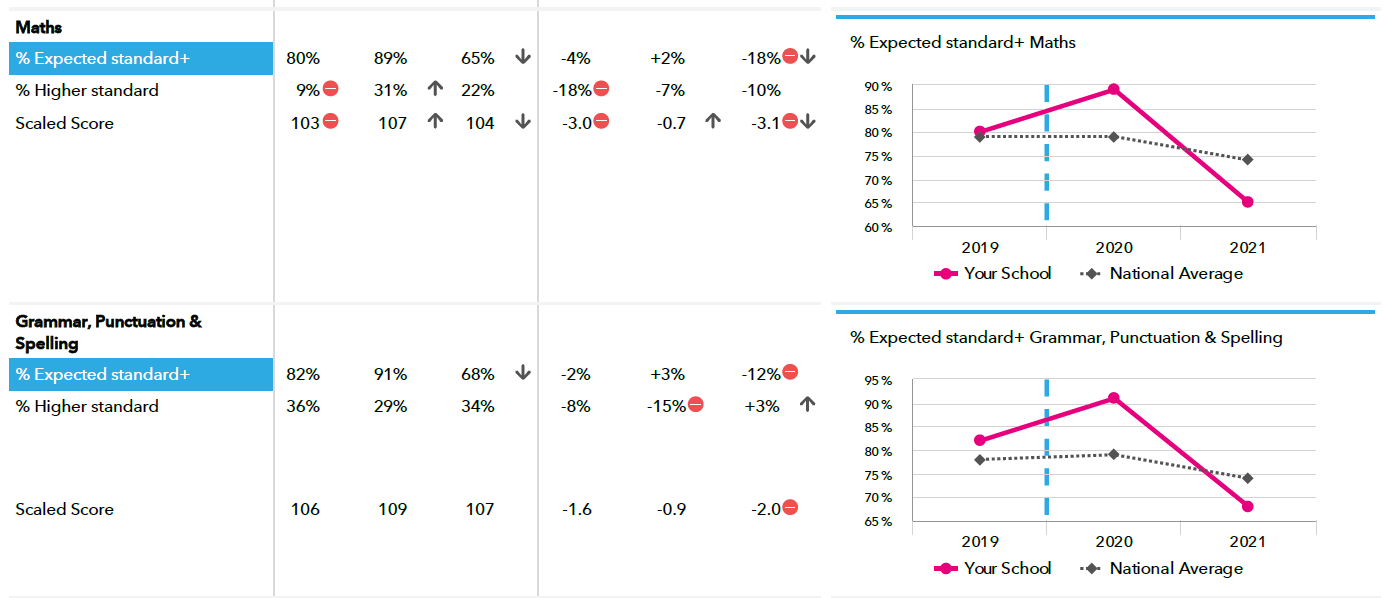 Maths
% Expected standard+ 80% 89% 65% -4% +2% -18%
% Higher standard 9% 31% 22% -18% -7% -10%
Scaled Score 103 107 104 -3.0 -0.7 -3.1
% Expected standard+ Maths
90%
85%
80%
75%
70%
65%
60%
2019 2020 2021
Your School National Average
Grammar, Punctuation &
Spelling
% Expected standard+ 82% 91% 68% -2% +3% -12%
% Higher standard 36% 29% 34% -8% -15% +3%
Scaled Score 106 109 107 -1.6 -0.9 -2.0
% Expected standard+ Grammar, Punctuation & Spelling
95%
90%
85%
80%
75%
70%
65%
2019 2020 2021
Your School National Average